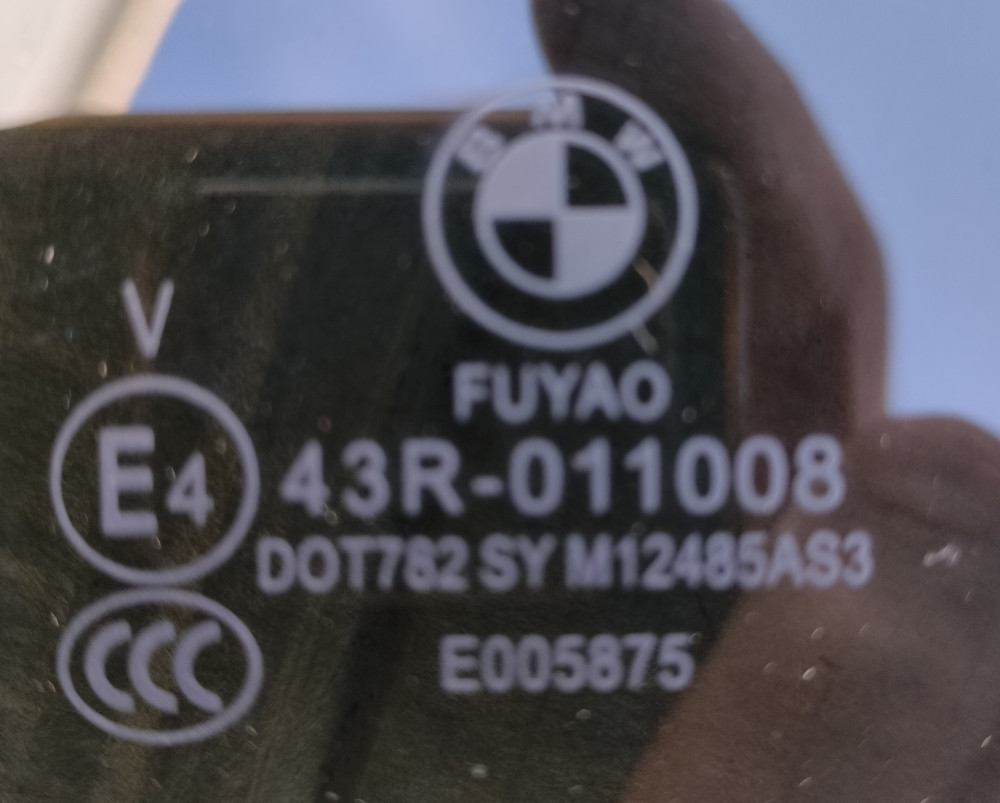 BMW
V
FUYAO
E4 43R-011008
DOT782 SY M12485AS3
CCC E005875